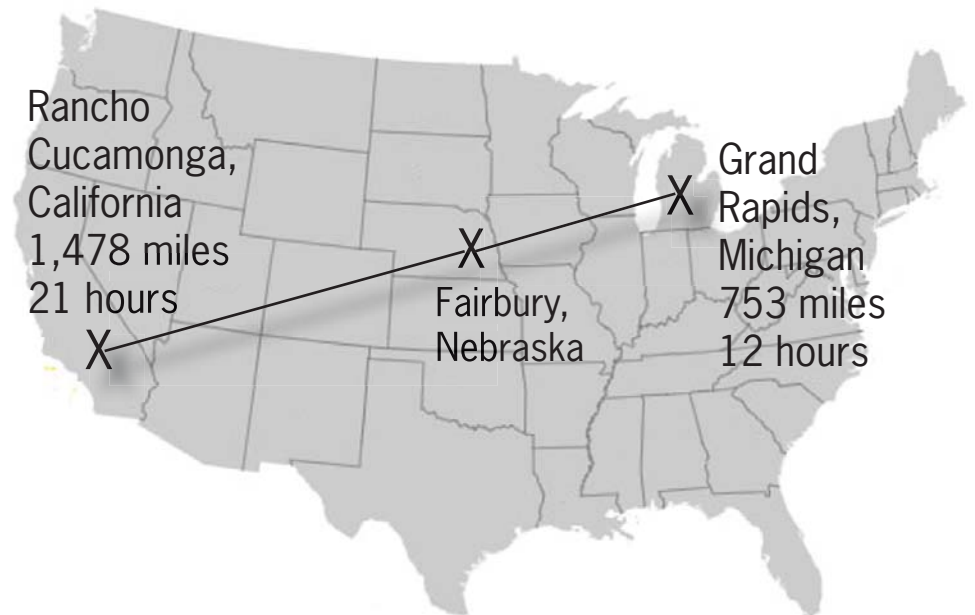 Rancho
Cucamonga,
California
1,478 miles
21 hours
X
X
Fairbury,
Nebraska
X
Grand
Rapids,
Michigan
753 miles
12 hours